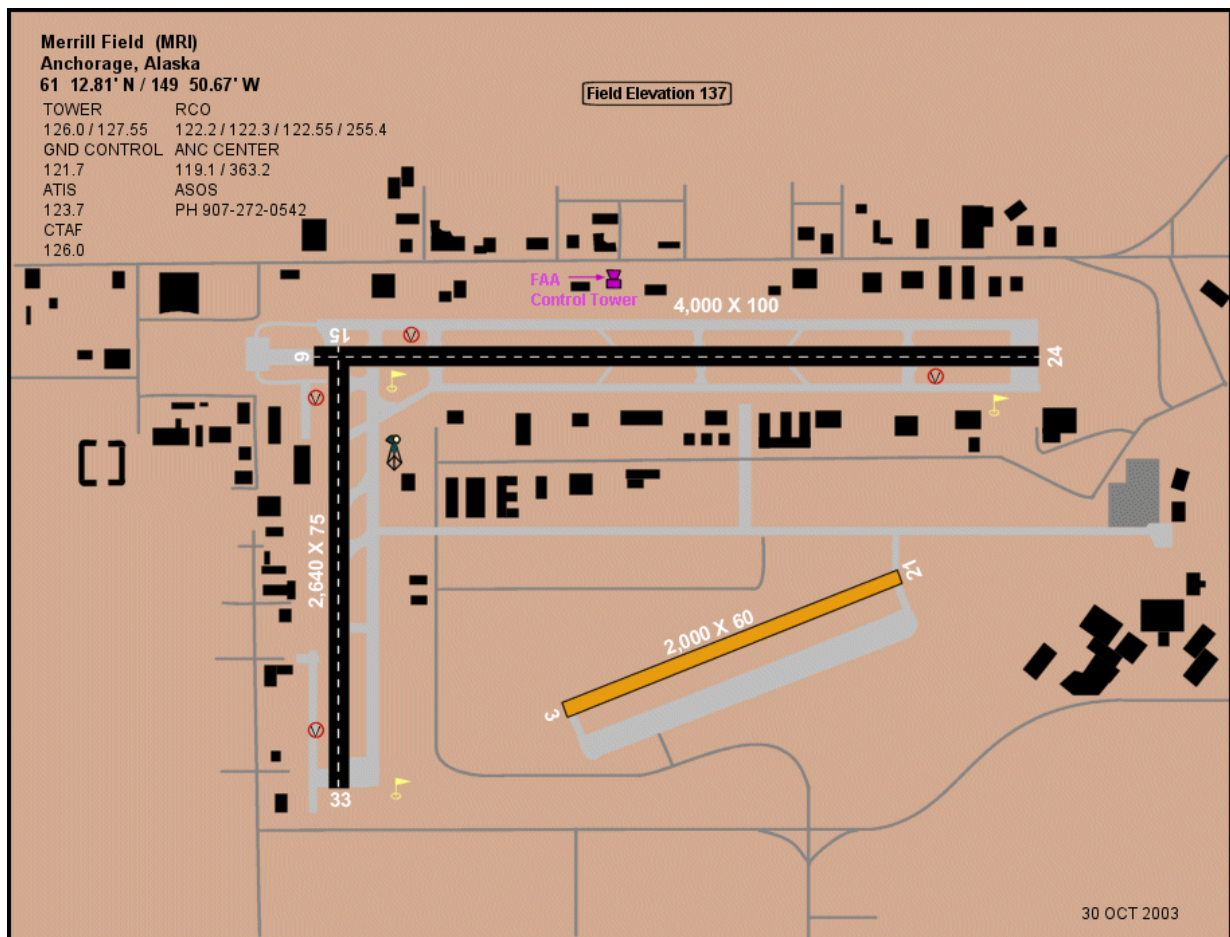 Merrill Field (MRI)
Anchorage, Alaska
61 12.81' N / 149 50.67' W
TOWER RCO
126.0 / 127.55 122.2 / 122.3 / 122.55 / 255.4
GND CONTROL ANC CENTER
121.7 119.1 / 363.2
ATIS ASOS
123.7 PH 907-272-0542
CTAF
126.0
Field Elevation 137
FAA
Control Tower
4,000 X 100
15
V
6
24
V
V
2,640 X 75
21
2,000 X 60
3
V
33
30 OCT 2003